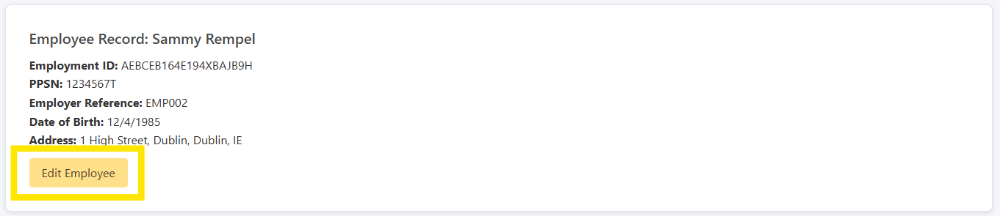 Employee Record: Sammy Rempel
Employment ID: AEBCEB164E194XBAJB9H
PPSN: 1234567T
Employer Reference: EMP002
Date of Birth: 12/4/1985
Address: 1 High Street, Dublin, Dublin, IE
Edit Employee